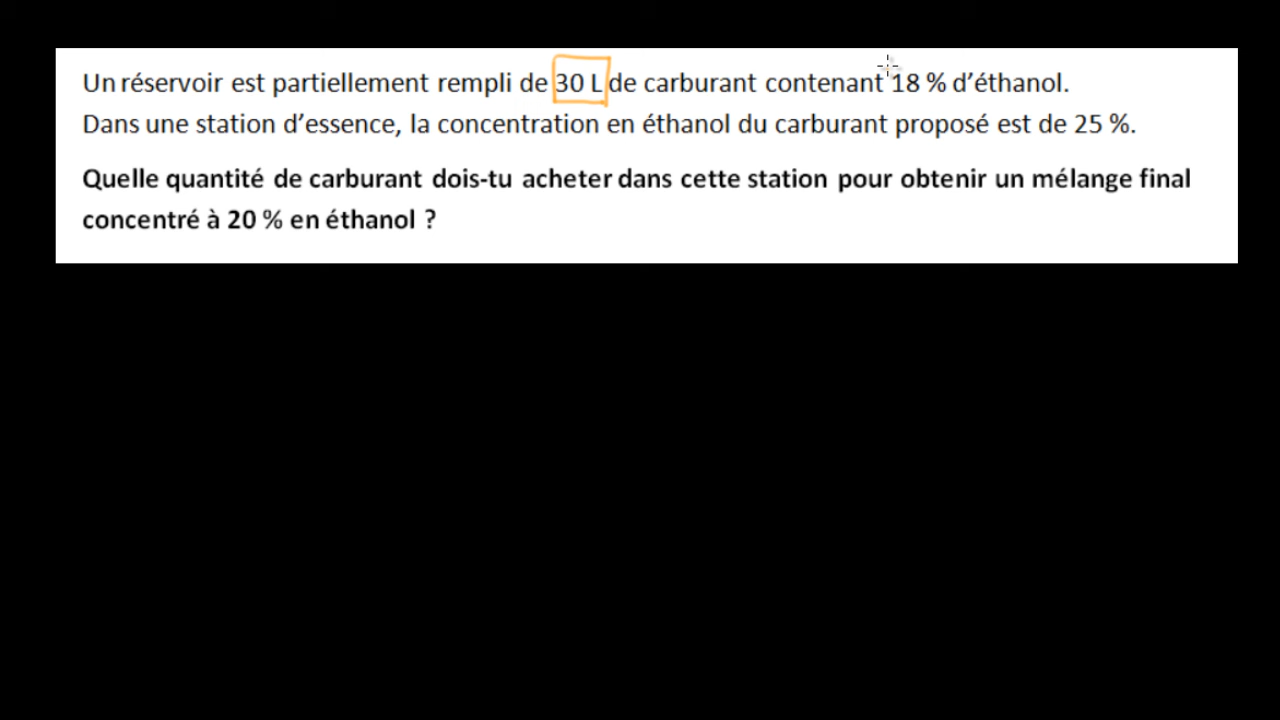 Un réservoir est partiellement rempli de 30 L de carburant contenant 18 % d’éthanol.
Dans une station d’essence, la concentration en éthanol du carburant proposé est de 25 %.
Quelle quantité de carburant dois-tu acheter dans cette station pour obtenir un mélange final
concentré à 20 % en éthanol ?